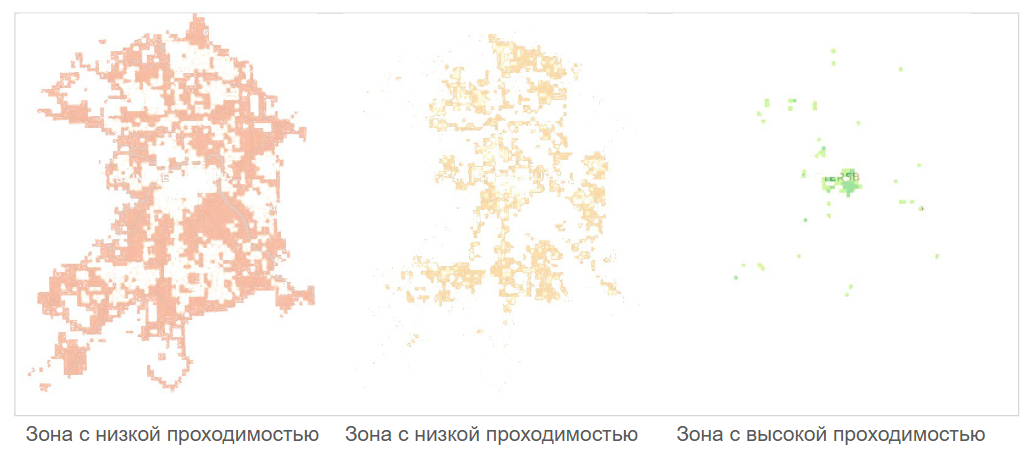 Зона с низкой проходимостью
Зона с низкой проходимостью
Зона с высокой проходимостью